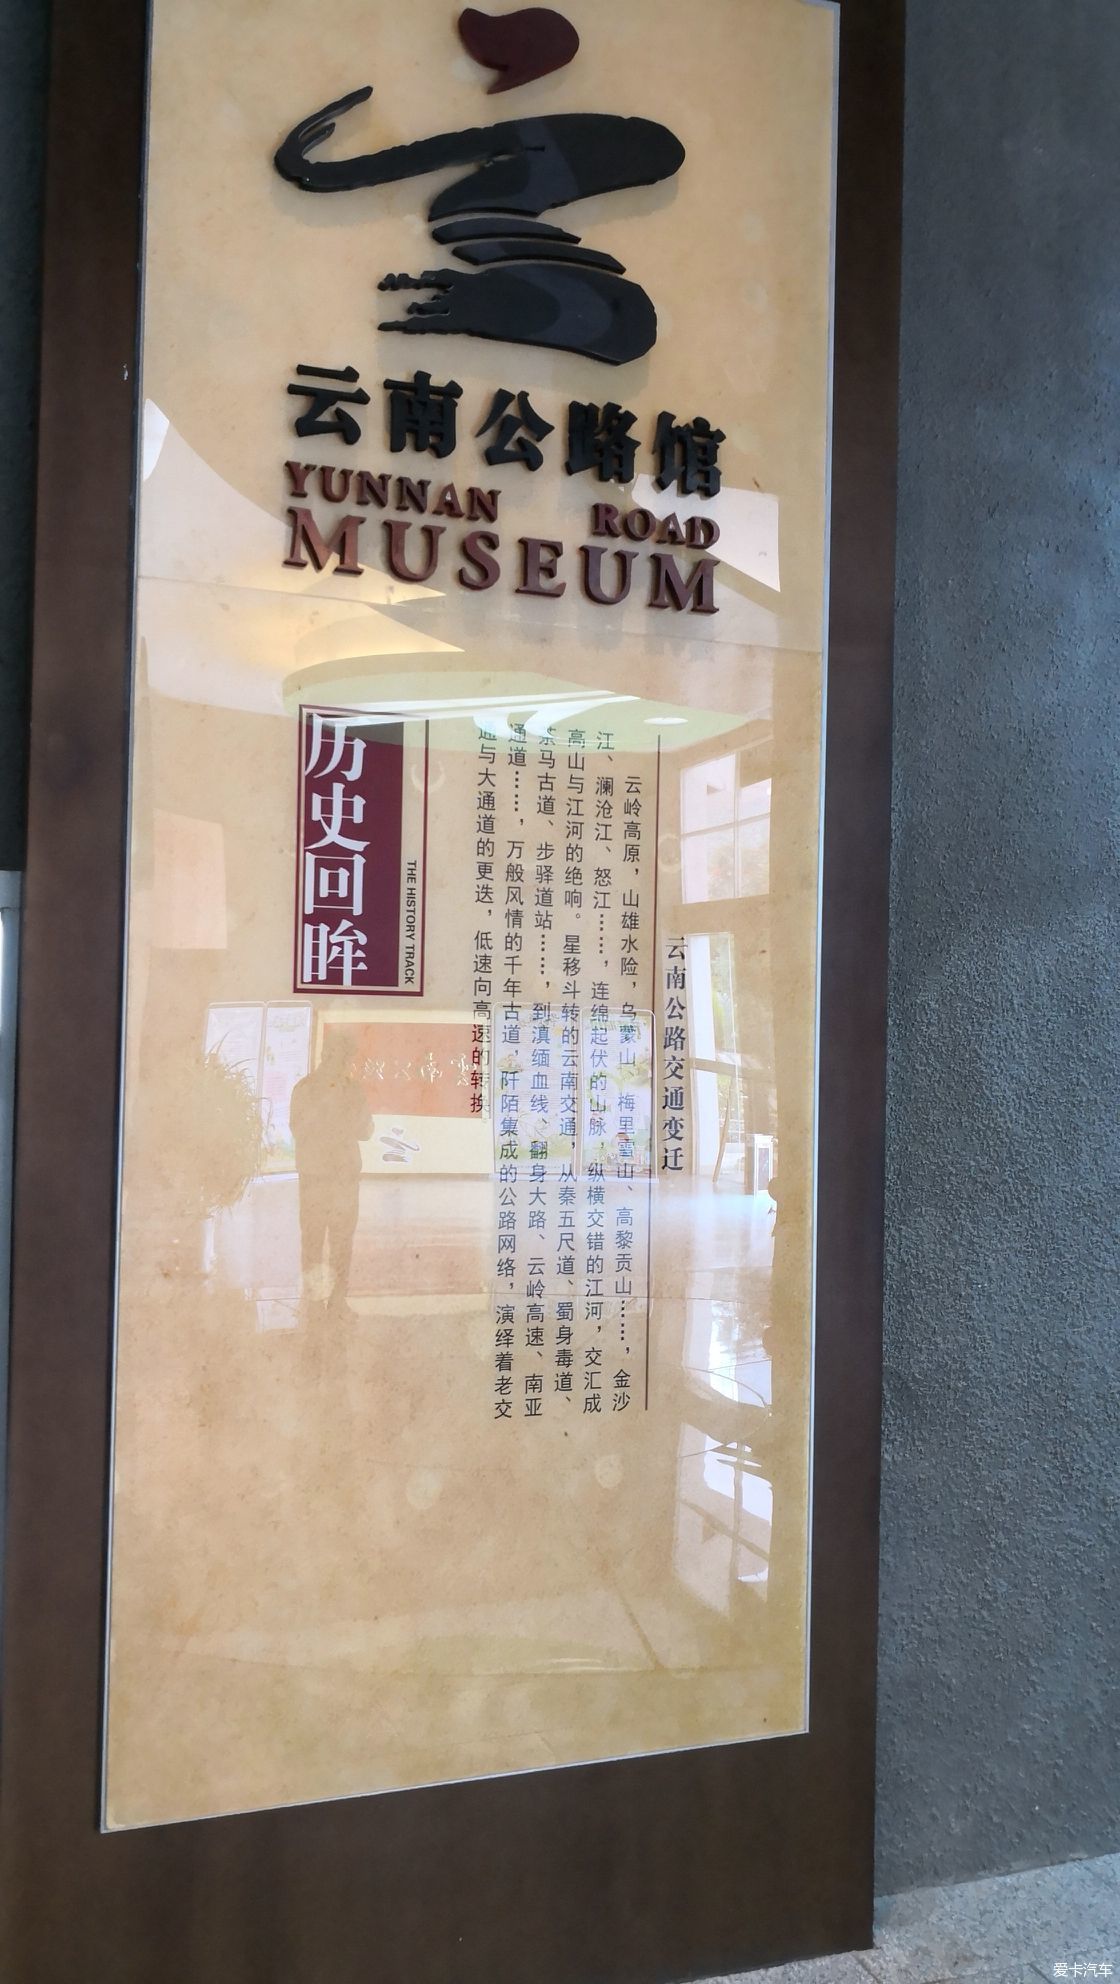 云南公路馆
YUNNAN ROAD
MUSEUM
云南公路交通变迁
云岭高原，山雄水险，乌蒙山、梅里雪山、高黎贡山……，金沙
江、澜沧江、怒江……，连绵起伏的山脉，纵横交错的江河，交汇成
高山与江河的绝响。星移斗转的云南交通，从秦五尺道、蜀身毒道、
茶马古道、步驿道站……，到滇缅血线、翻身大路、云岭高速、南亚
通道……，万般风情的千年古道，阡陌集成的公路网络，演绎着老交
通与大通道的更迭，低速向高速的转换。
历史回眸
THE HISTORY TRACK
爱卡汽车